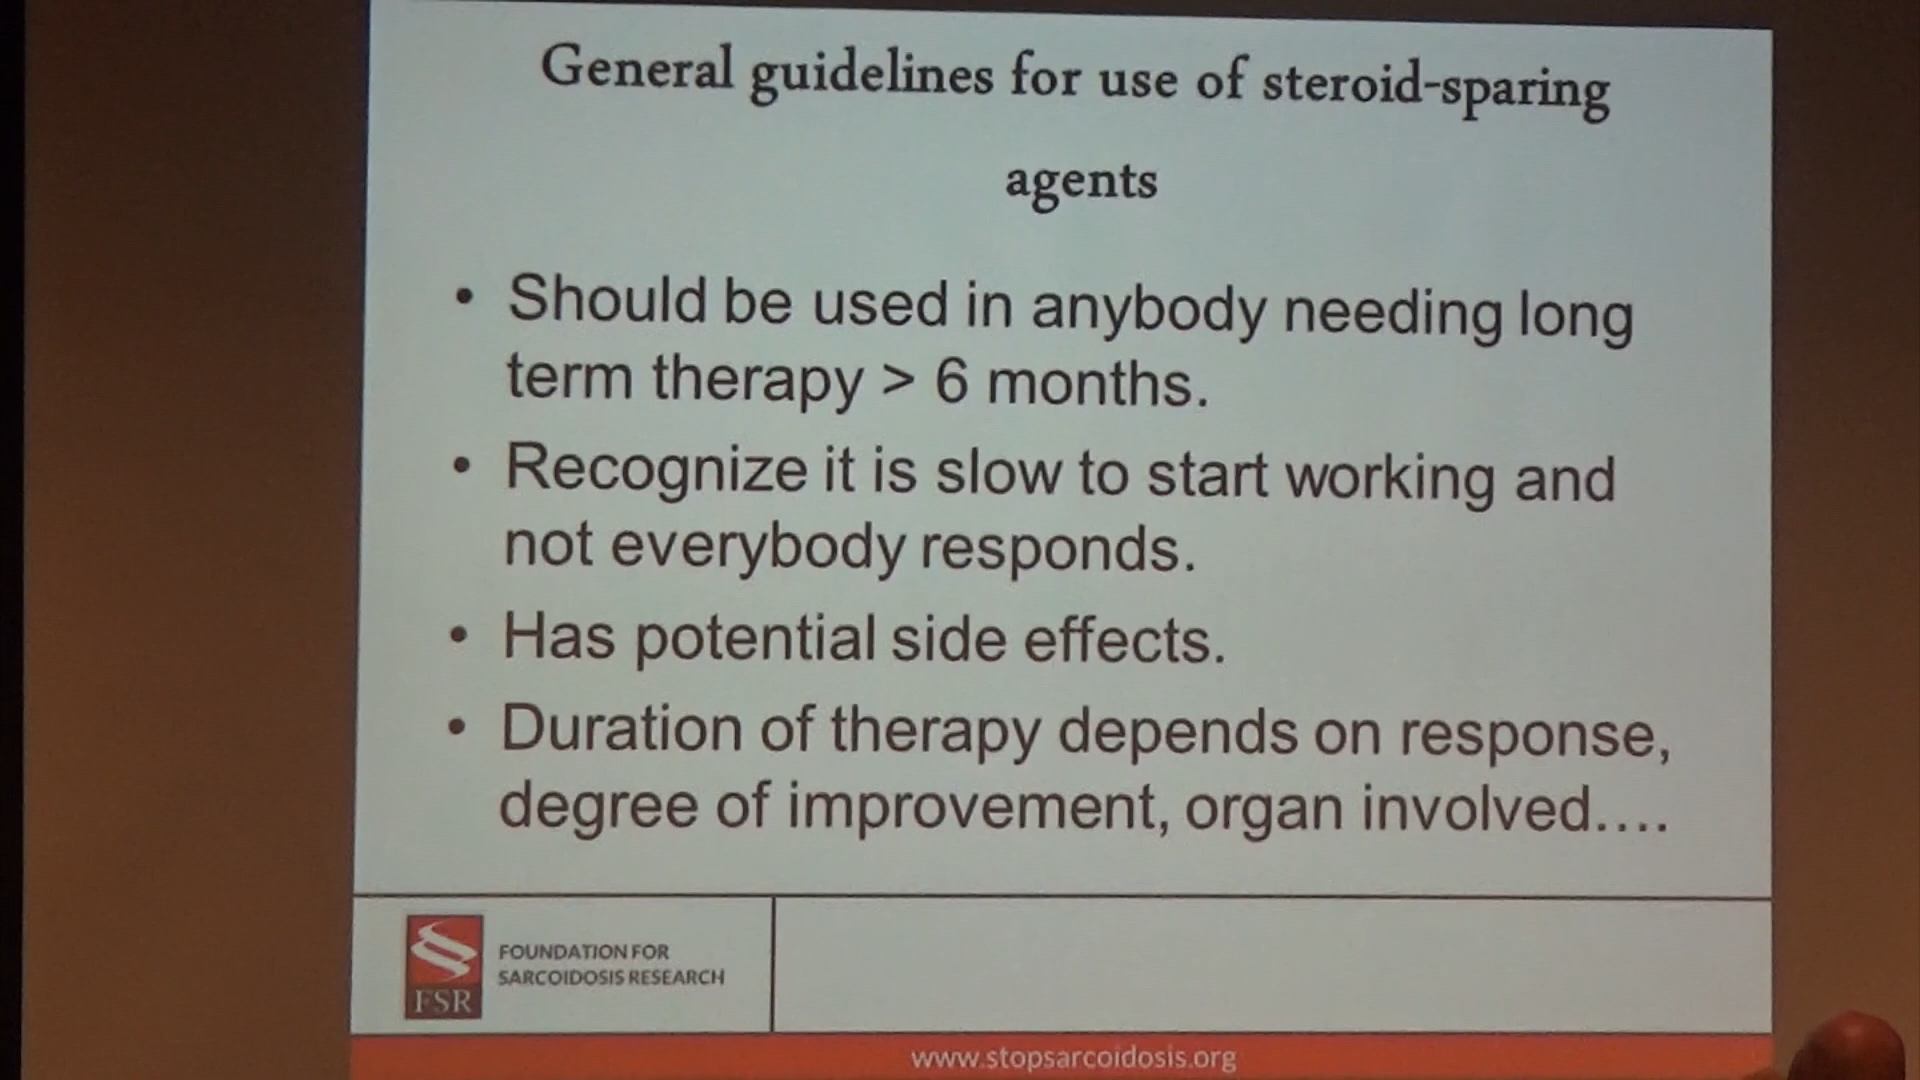 General guidelines for use of steroid-sparing
agents
• Should be used in anybody needing long
term therapy > 6 months.
• Recognize it is slow to start working and
not everybody responds.
• Has potential side effects.
• Duration of therapy depends on response,
degree of improvement, organ involved....
FSR
FOUNDATION FOR
SARCOIDOSIS RESEARCH
www.stopsarcoidosis.org